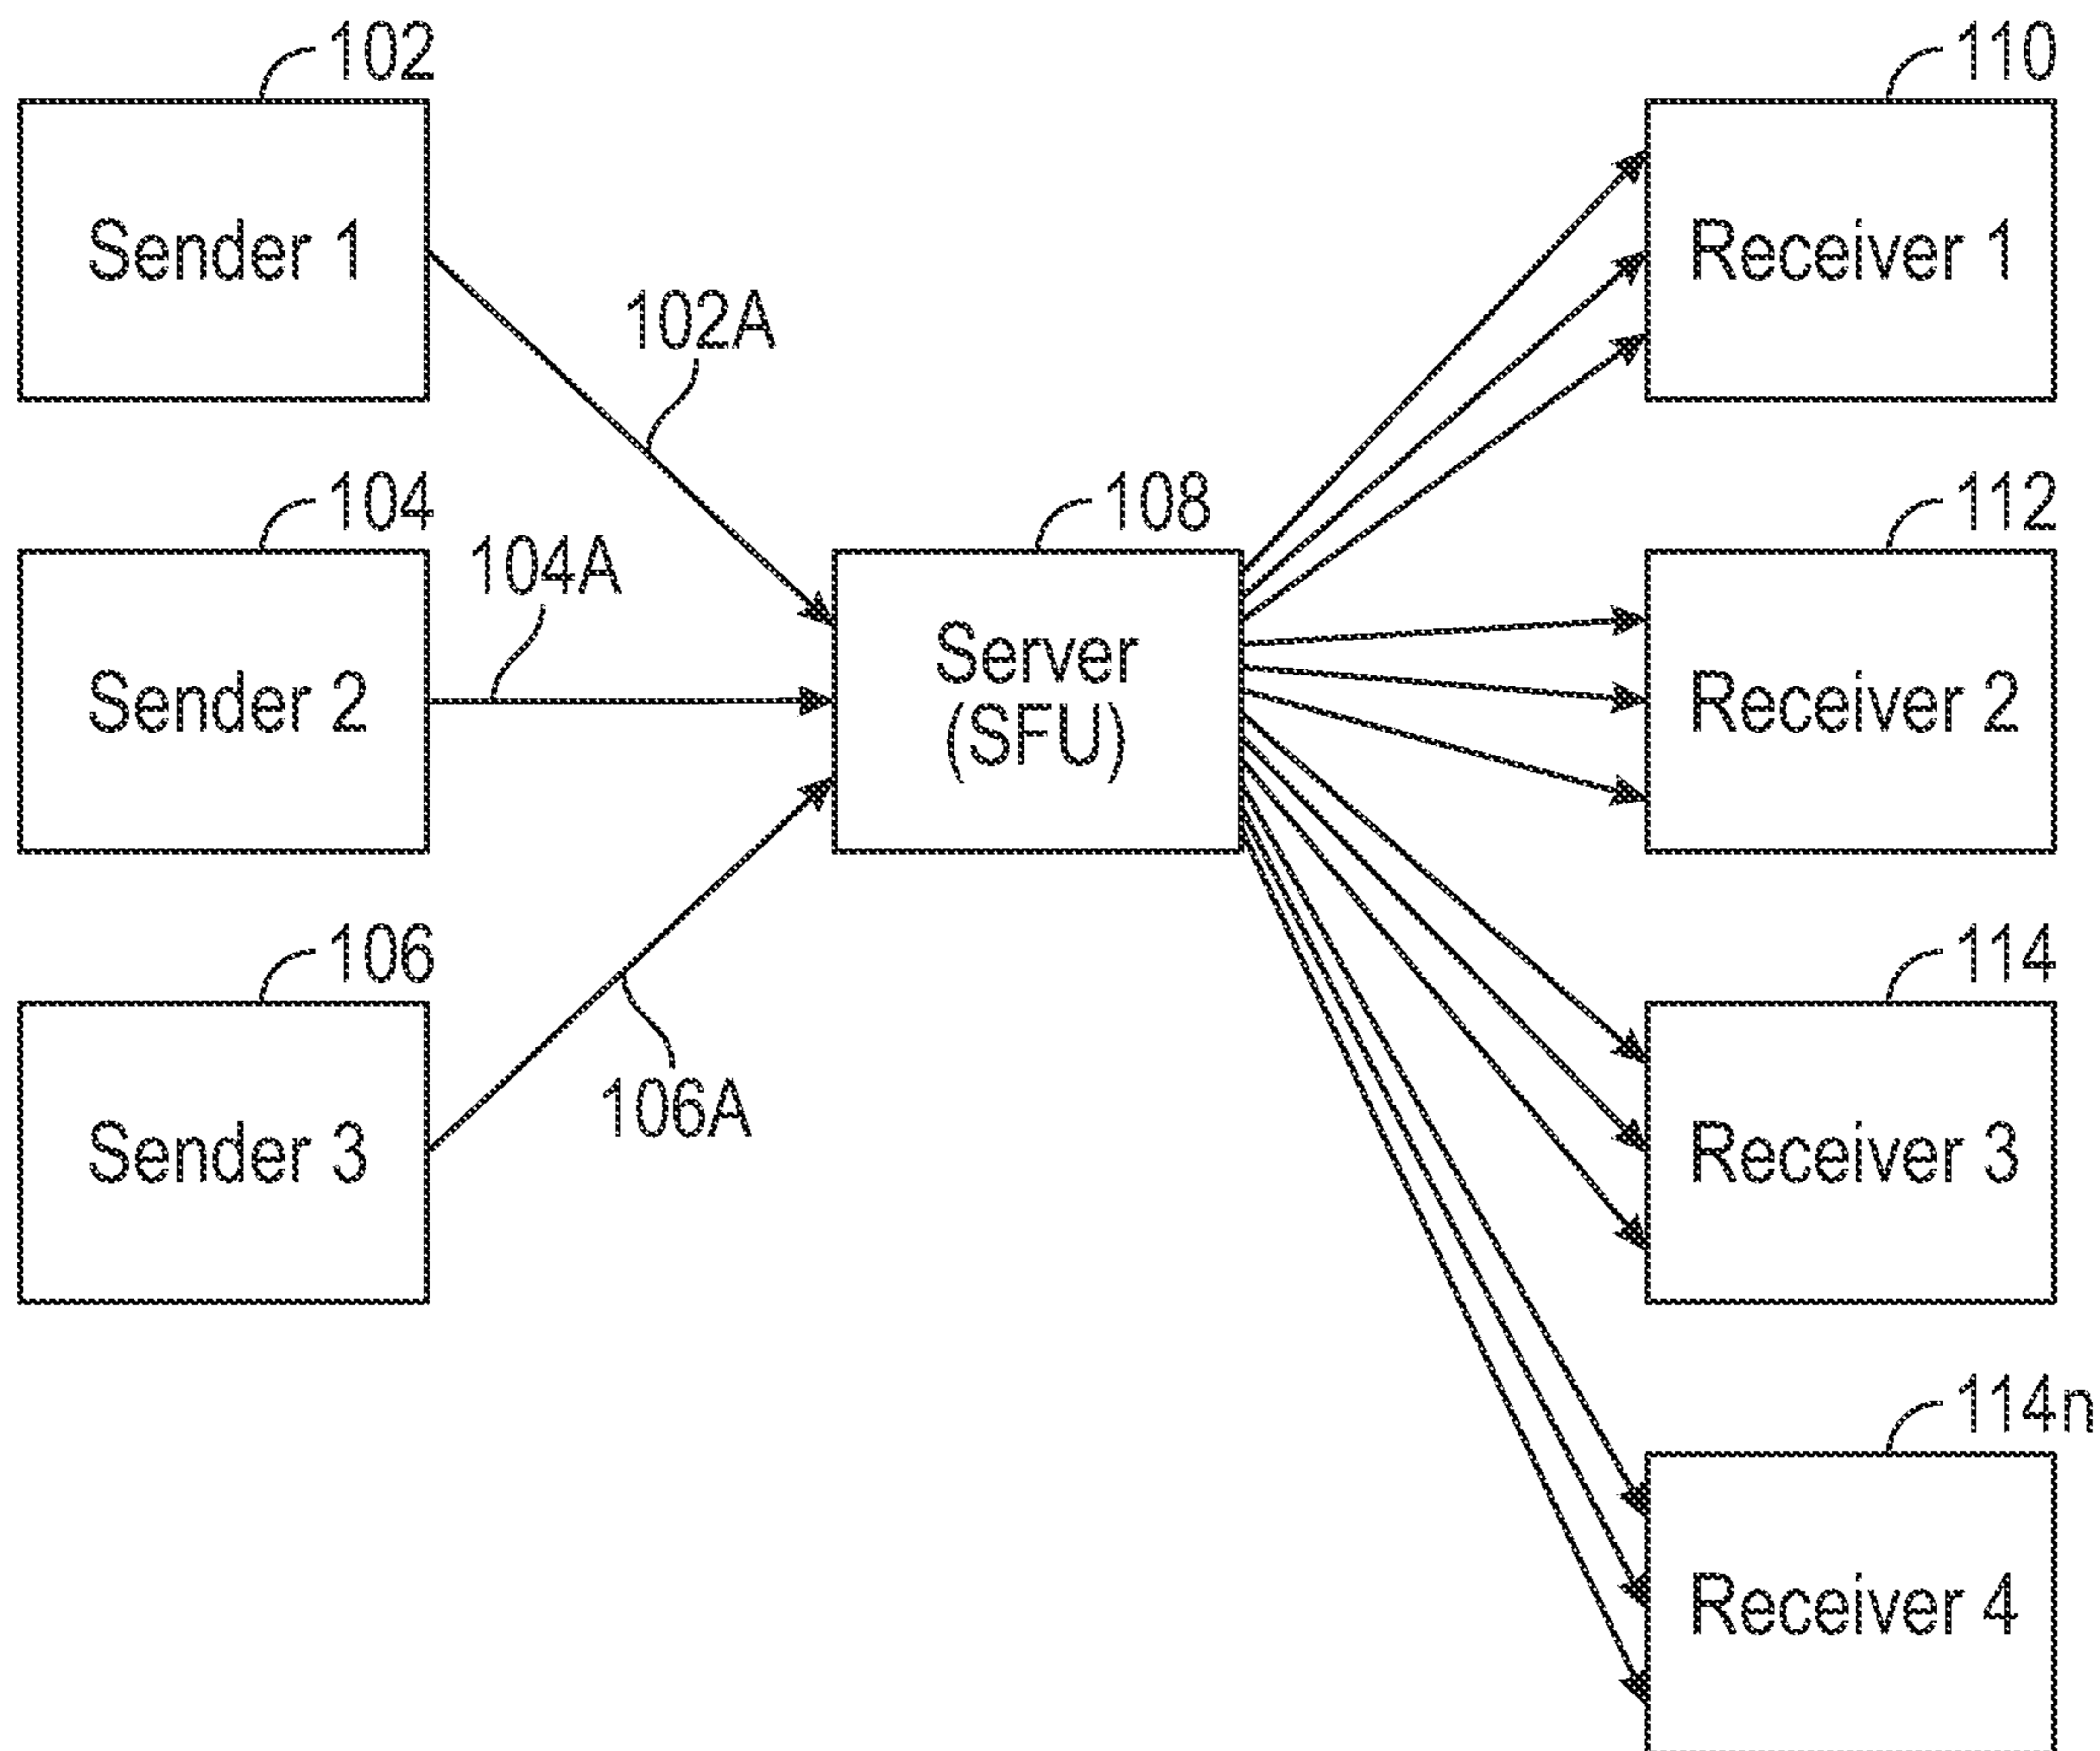 102
110
Sender 1
Receiver 1
102A
104
108
112
104A
Sender 2
Server
(SFU)
Receiver 2
106
114
106A
Sender 3
Receiver 3
114n
Receiver 4